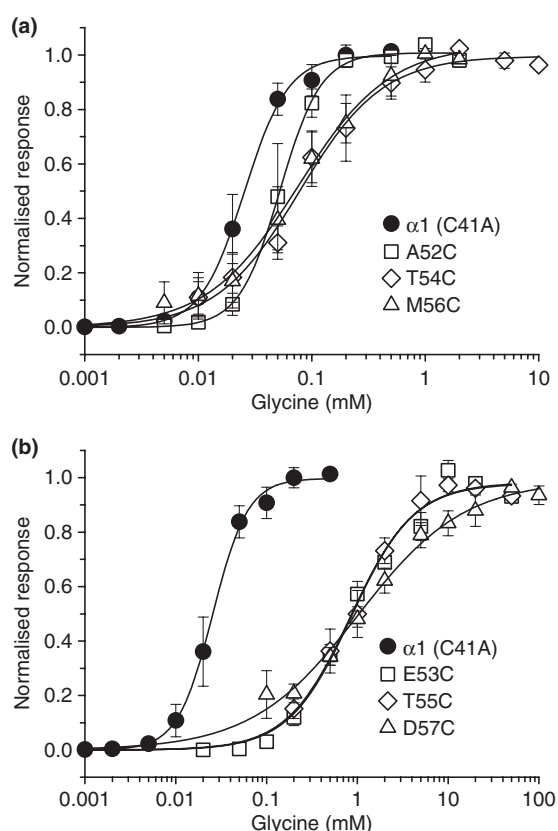 (a)
Normalised response
1.0
0.8
0.6
0.4
0.2
0.0
α1 (C41A)
A52C
T54C
M56C
0.001 0.01 0.1 1 10
Glycine (mM)
(b)
Normalised response
1.0
0.8
0.6
0.4
0.2
0.0
α1 (C41A)
E53C
T55C
D57C
0.001 0.01 0.1 1 10 100
Glycine (mM)